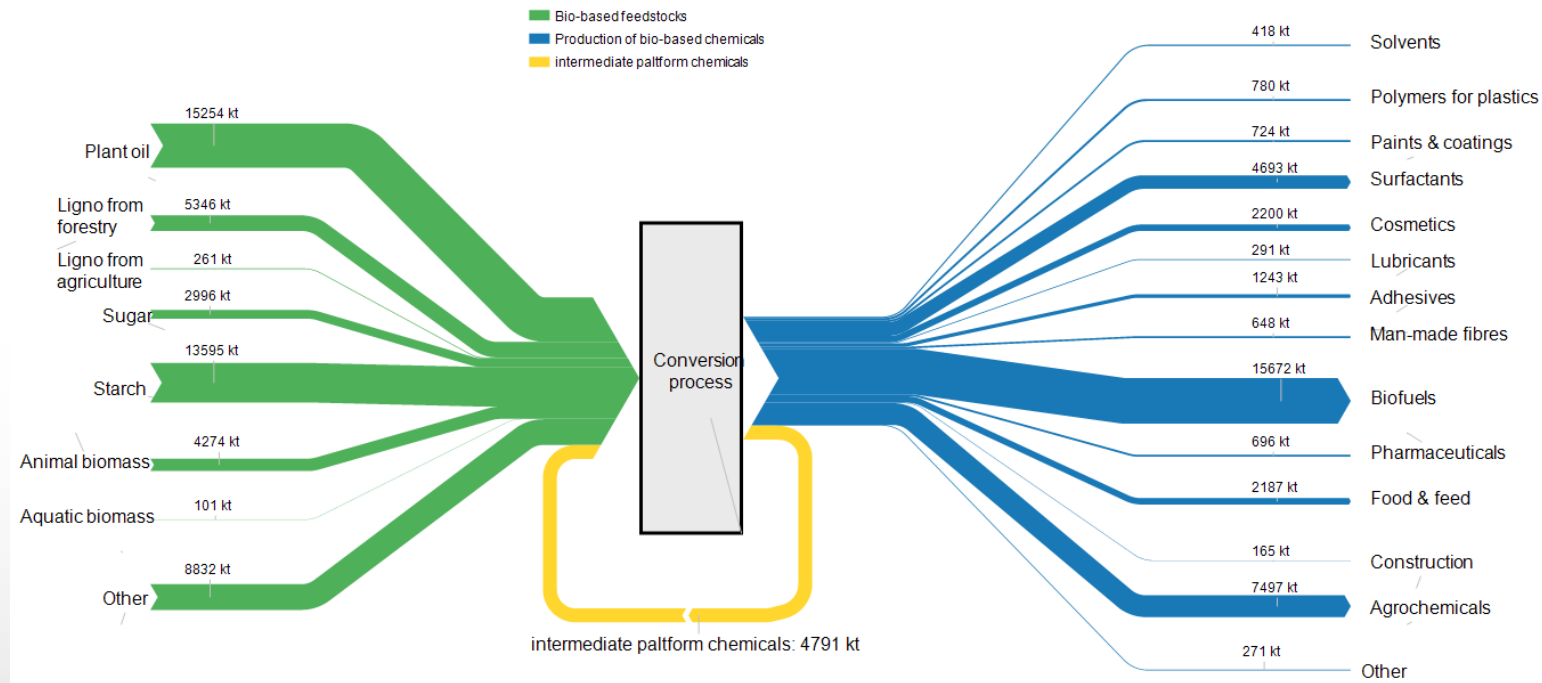 Bio-based feedstocks
Production of bio-based chemicals
intermediate paltform chemicals
15254 kt
Plant oil
5346 kt
Ligno from
forestry
261 kt
Ligno from
agriculture
2996 kt
Sugar
13595 kt
Starch
4274 kt
Animal biomass
101 kt
Aquatic biomass
8832 kt
Other
Conversion
process
intermediate paltform chemicals: 4791 kt
418 kt
Solvents
780 kt
Polymers for plastics
724 kt
Paints & coatings
4693 kt
Surfactants
2200 kt
Cosmetics
291 kt
Lubricants
1243 kt
Adhesives
648 kt
Man-made fibres
15672 kt
Biofuels
696 kt
Pharmaceuticals
2187 kt
Food & feed
165 kt
Construction
7497 kt
Agrochemicals
271 kt
Other